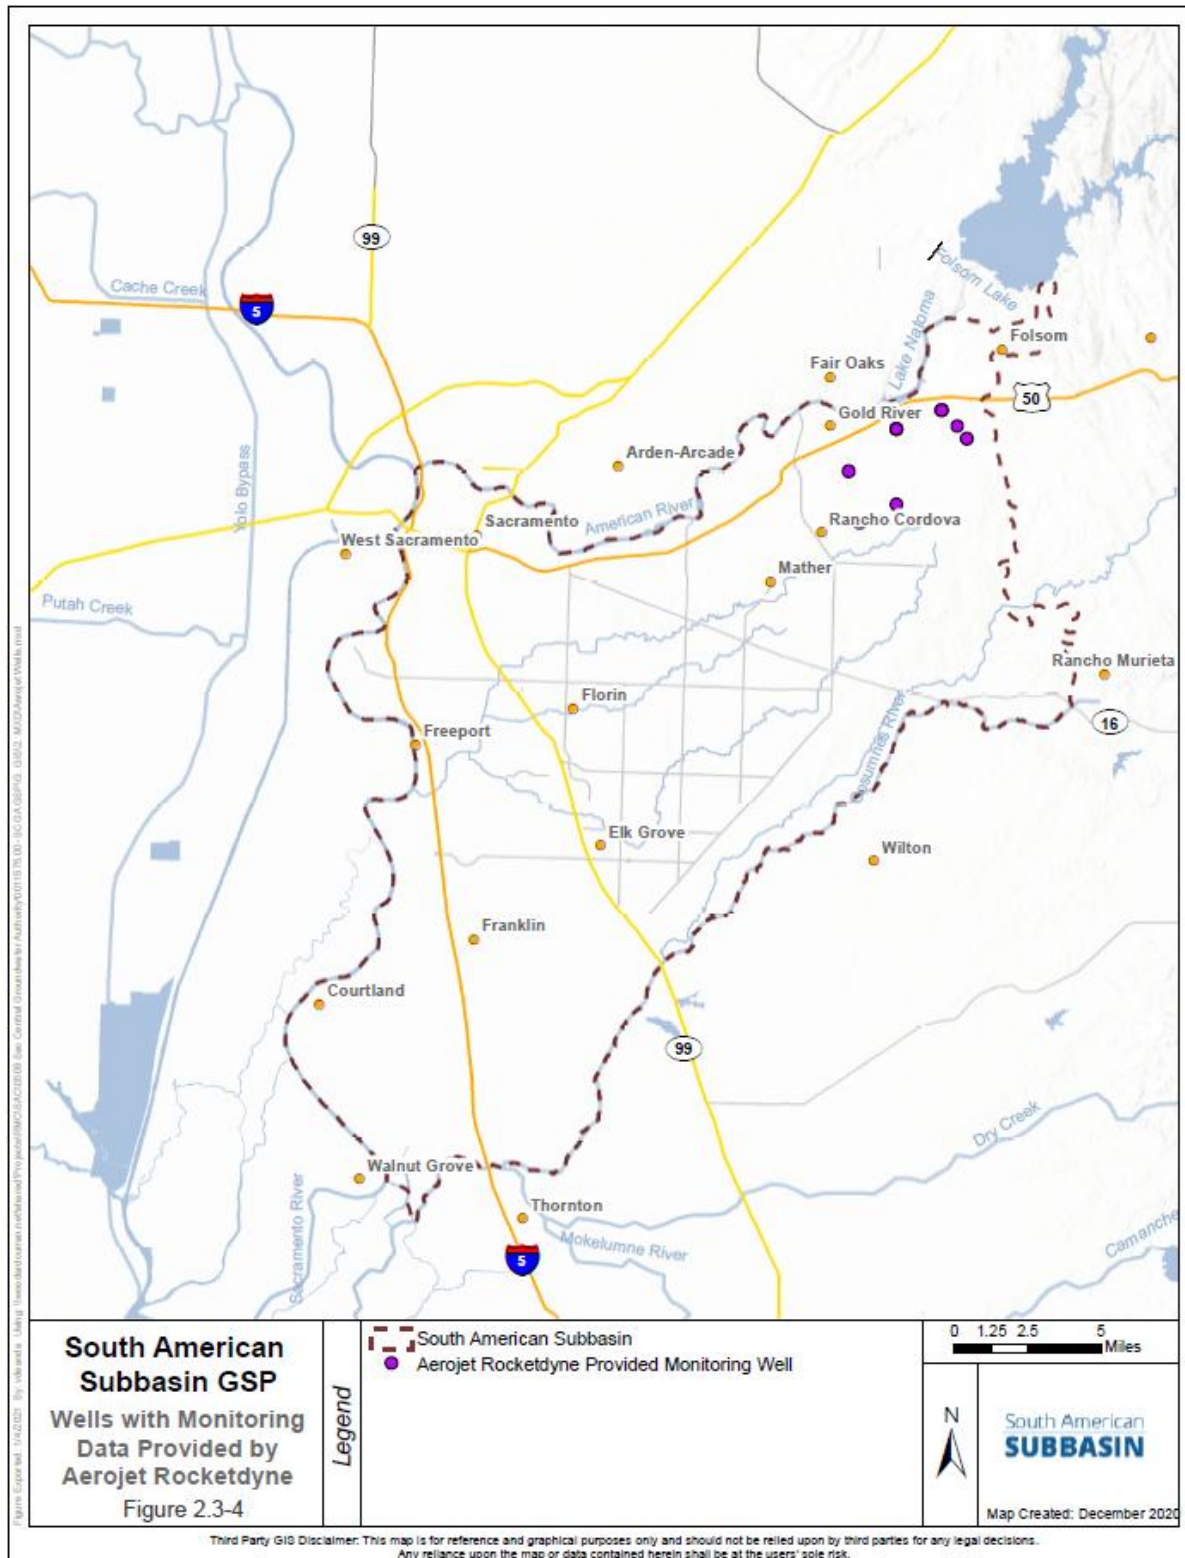 99
Cache Creek
5
Folsom Lake
Lake Natoma
Folsom
Fair Oaks
50
Gold River
Arden-Arcade
Yolo Bypass
American River
Sacramento
Rancho Cordova
West Sacramento
Mather
Putah Creek
Rancho Murieta
Florin
Cosumnes River
16
Freeport
Elk Grove
Wilton
Franklin
Courtland
99
Dry Creek
Walnut Grove
Sacramento River
Thornton
Mokelumne River
Camanche
5
South American
Subbasin GSP
Wells with Monitoring
Data Provided by
Aerojet Rocketdyne
Figure 2.3-4
Legend
South American Subbasin
Aerojet Rocketdyne Provided Monitoring Well
0 1.25 2.5 5
Miles
N
South American
SUBBASIN
Map Created: December 2020
Third Party GIS Disclaimer: This map is for reference and graphical purposes only and should not be relied upon by third parties for any legal decisions.
Any reliance upon the map or data contained herein shall be at the users' sole risk.